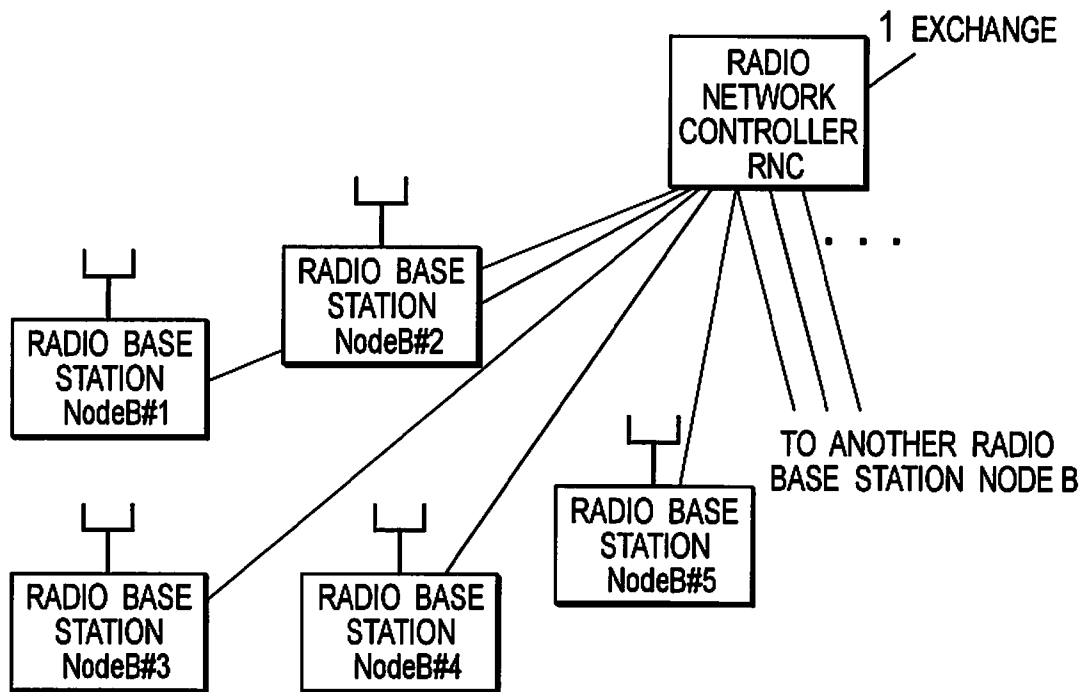 1 EXCHANGE
RADIO
NETWORK
CONTROLLER
RNC
. . .
RADIO BASE
STATION
NodeB#2
RADIO BASE
STATION
NodeB#1
TO ANOTHER RADIO
BASE STATION NODE B
RADIO BASE
STATION
NodeB#5
RADIO BASE
STATION
NodeB#3
RADIO BASE
STATION
NodeB#4